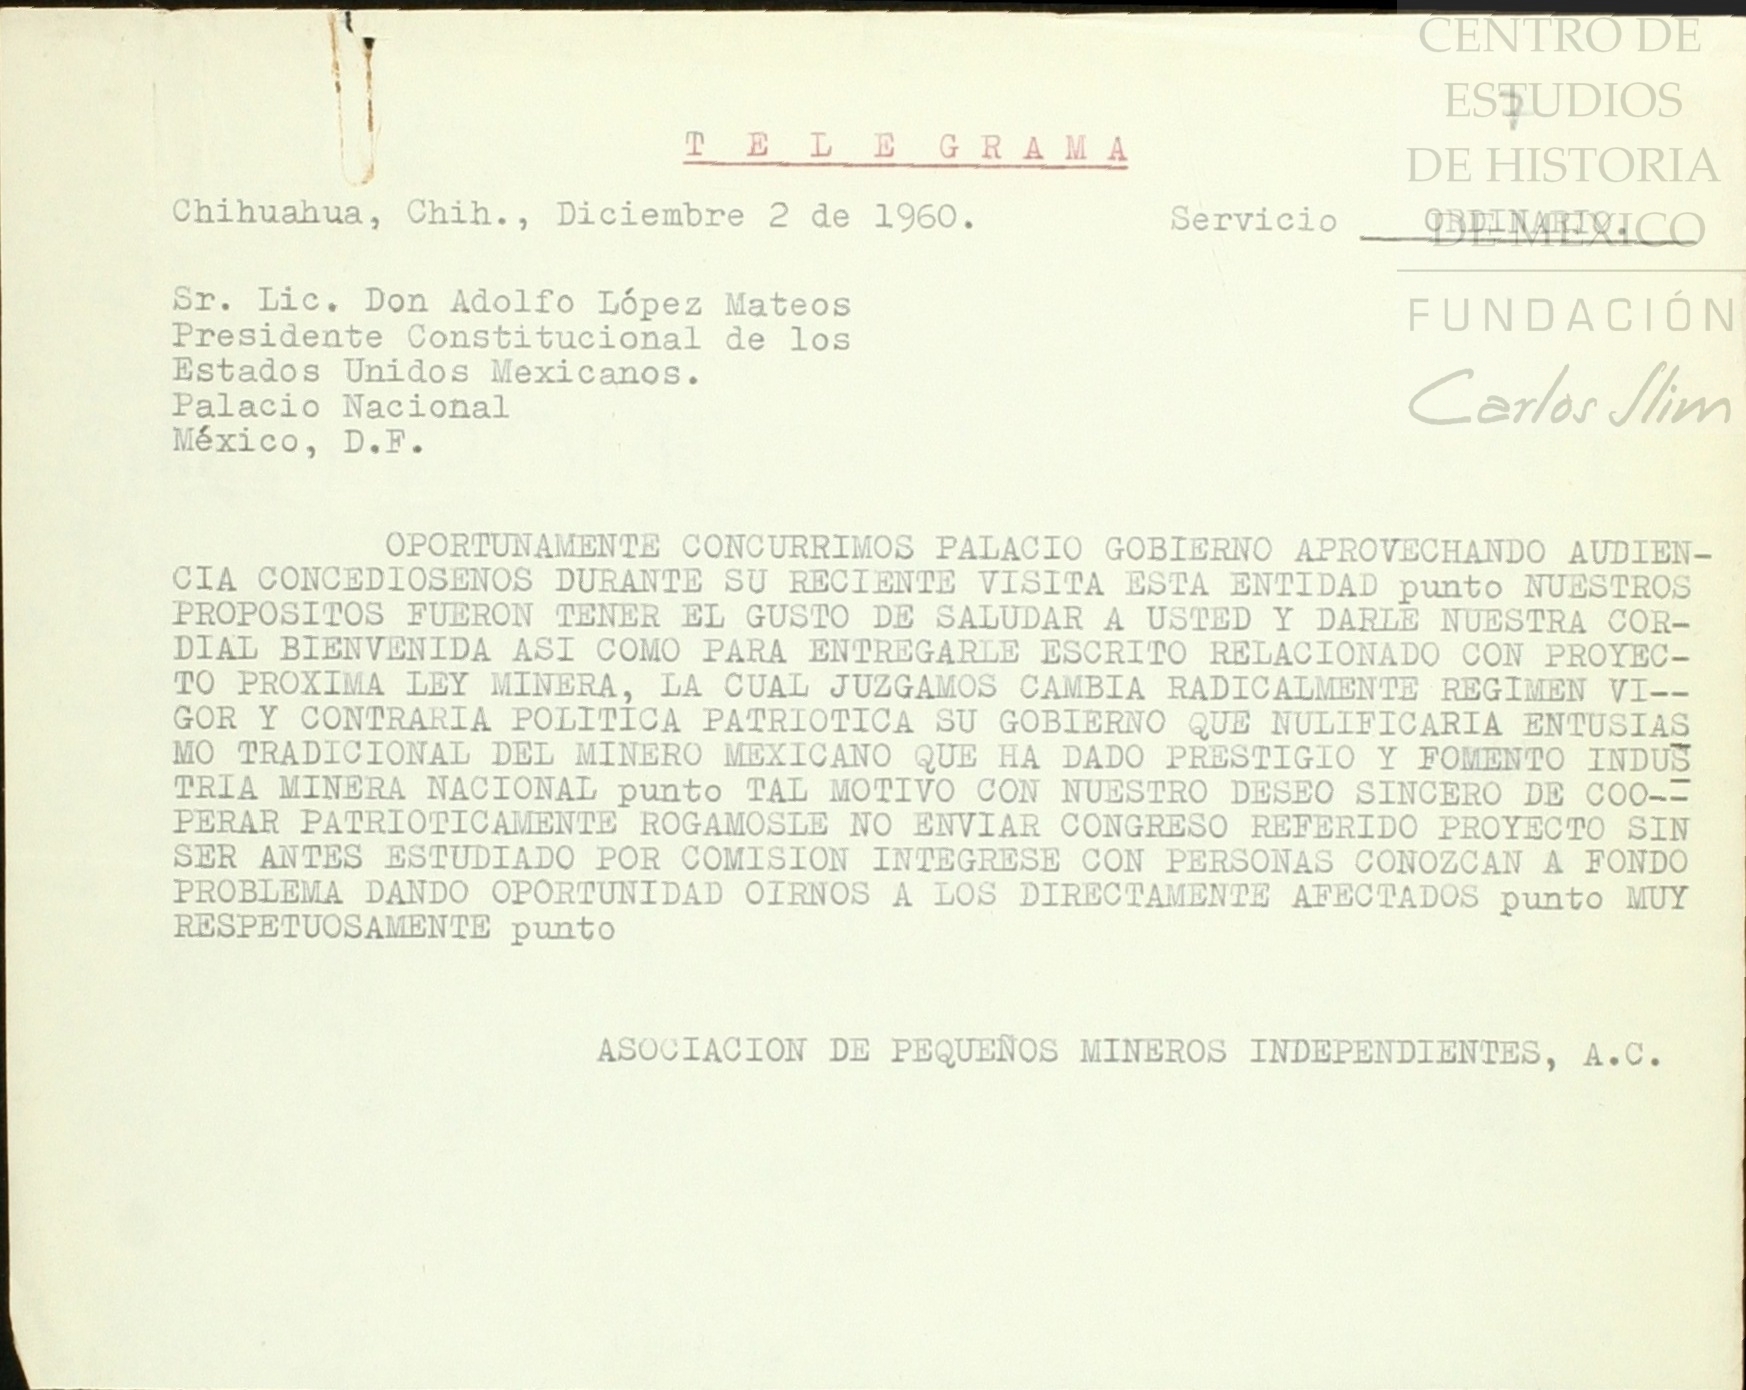 CENTRO DE
ESTUDIOS
DE HISTORIA
DE MÉXICO
FUNDACIÓN
Carlos Slim
T E L E G R A M A
Chihuahua, Chih., Diciembre 2 de 1960. Servicio ORDINARIO.
Sr. Lic. Don Adolfo López Mateos
Presidente Constitucional de los
Estados Unidos Mexicanos.
Palacio Nacional
México, D.F.
OPORTUNAMENTE CONCURRIMOS PALACIO GOBIERNO APROVECHANDO AUDIEN-
CIA CONCEDIOSENOS DURANTE SU RECIENTE VISITA ESTA ENTIDAD punto NUESTROS
PROPOSITOS FUERON TENER EL GUSTO DE SALUDAR A USTED Y DARLE NUESTRA COR-
DIAL BIENVENIDA ASI COMO PARA ENTREGARLE ESCRITO RELACIONADO CON PROYEC-
TO PROXIMA LEY MINERA, LA CUAL JUZGAMOS CAMBIA RADICALMENTE REGIMEN VI--
GOR Y CONTRARIA POLITICA PATRIOTICA SU GOBIERNO QUE NULIFICARIA ENTUSIAS
MO TRADICIONAL DEL MINERO MEXICANO QUE HA DADO PRESTIGIO Y FOMENTO INDUS
TRIA MINERA NACIONAL punto TAL MOTIVO CON NUESTRO DESEO SINCERO DE COO--
PERAR PATRIOTICAMENTE ROGAMOSLE NO ENVIAR CONGRESO REFERIDO PROYECTO SIN
SER ANTES ESTUDIADO POR COMISION INTEGRESE CON PERSONAS CONOZCAN A FONDO
PROBLEMA DANDO OPORTUNIDAD OIRNOS A LOS DIRECTAMENTE AFECTADOS punto MUY
RESPETUOSAMENTE punto
ASOCIACION DE PEQUEÑOS MINEROS INDEPENDIENTES, A.C.